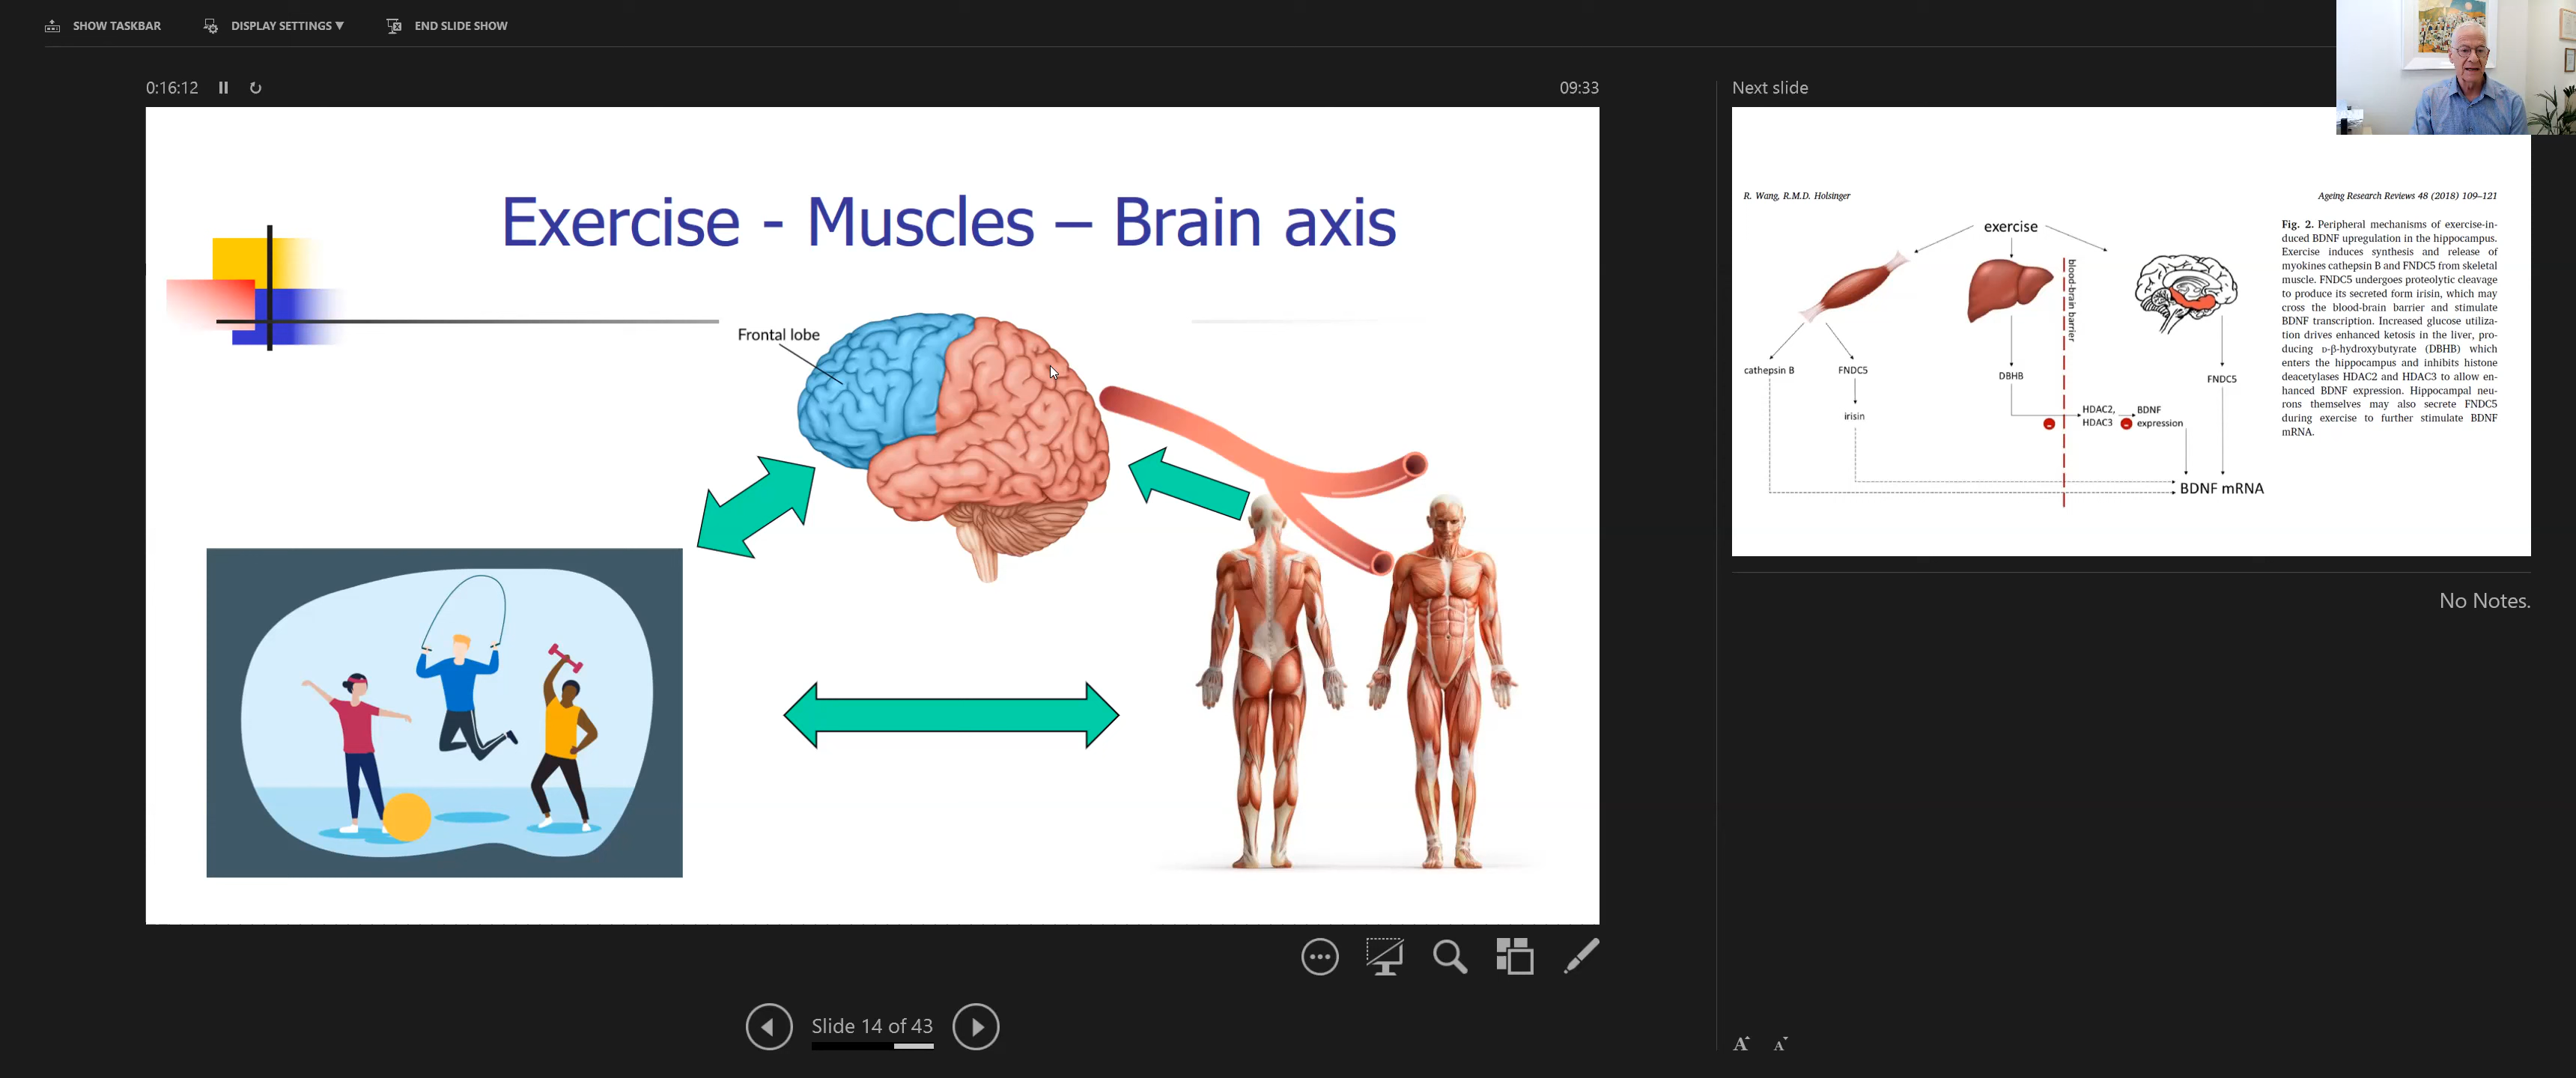 SHOW TASKBAR
DISPLAY SETTINGS ▼
END SLIDE SHOW
0:16:12
09:33
Exercise - Muscles – Brain axis
Frontal lobe
Slide 14 of 43
Next slide
R. Wang, R.M.D. Holsinger
Ageing Research Reviews 48 (2018) 109–121
exercise
blood-brain barrier
cathepsin B
FNDC5
irisin
DBHB
HDAC2,
HDAC3
BDNF
expression
FNDC5
BDNF mRNA
Fig. 2. Peripheral mechanisms of exercise-in-
duced BDNF upregulation in the hippocampus.
Exercise induces synthesis and release of
myokines cathepsin B and FNDC5 from skeletal
muscle. FNDC5 undergoes proteolytic cleavage
to produce its secreted form irisin, which may
cross the blood-brain barrier and stimulate
BDNF transcription. Increased glucose utiliza-
tion drives enhanced ketosis in the liver, pro-
ducing D-β-hydroxybutyrate (DBHB) which
enters the hippocampus and inhibits histone
deacetylases HDAC2 and HDAC3 to allow en-
hanced BDNF expression. Hippocampal neu-
rons themselves may also secrete FNDC5
during exercise to further stimulate BDNF
mRNA.
No Notes.
A A